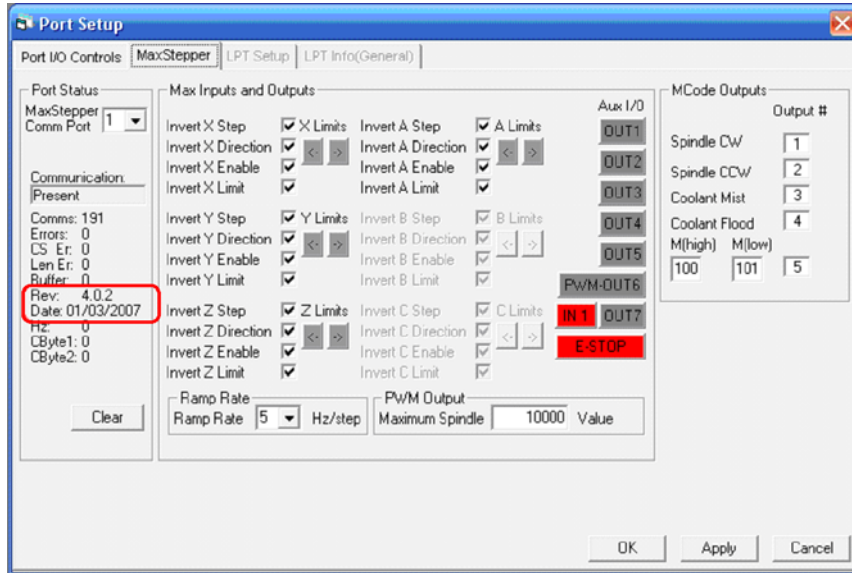 Port Setup
Port I/O Controls MaxStepper LPT Setup LPT Info(General)
Port Status
MaxStepper
Comm Port 1
Communication:
Present
Comms: 191
Errors: 0
CS Er: 0
Len Er: 0
Buffer: 0
Rev: 4.0.2
Date: 01/03/2007
Hz: 0
CByte1: 0
CByte2: 0
Clear
Max Inputs and Outputs
Invert X Step X Limits
Invert X Direction <- ->
Invert X Enable
Invert X Limit
Invert A Step A Limits
Invert A Direction <- ->
Invert A Enable
Invert A Limit
Invert Y Step Y Limits
Invert Y Direction <- ->
Invert Y Enable
Invert Y Limit
Invert B Step B Limits
Invert B Direction <- ->
Invert B Enable
Invert B Limit
Invert Z Step Z Limits
Invert Z Direction <- ->
Invert Z Enable
Invert Z Limit
Invert C Step C Limits
Invert C Direction <- ->
Invert C Enable
Invert C Limit
Aux I/O
OUT1
OUT2
OUT3
OUT4
OUT5
PWM-OUT6
IN 1 OUT7
E-STOP
Ramp Rate
Ramp Rate 5 Hz/step
PWM Output
Maximum Spindle 10000 Value
MCode Outputs
Output #
Spindle CW 1
Spindle CCW 2
Coolant Mist 3
Coolant Flood 4
M(high) M(low)
100 101 5
OK Apply Cancel